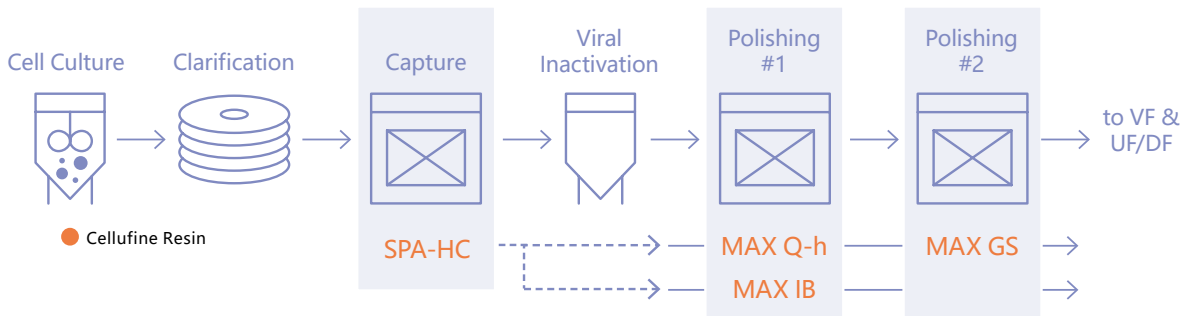 Cell Culture
Clarification
Capture
Viral
Inactivation
Polishing
#1
Polishing
#2
to VF &
UF/DF
Cellufine Resin
SPA-HC
MAX Q-h
MAX GS
MAX IB